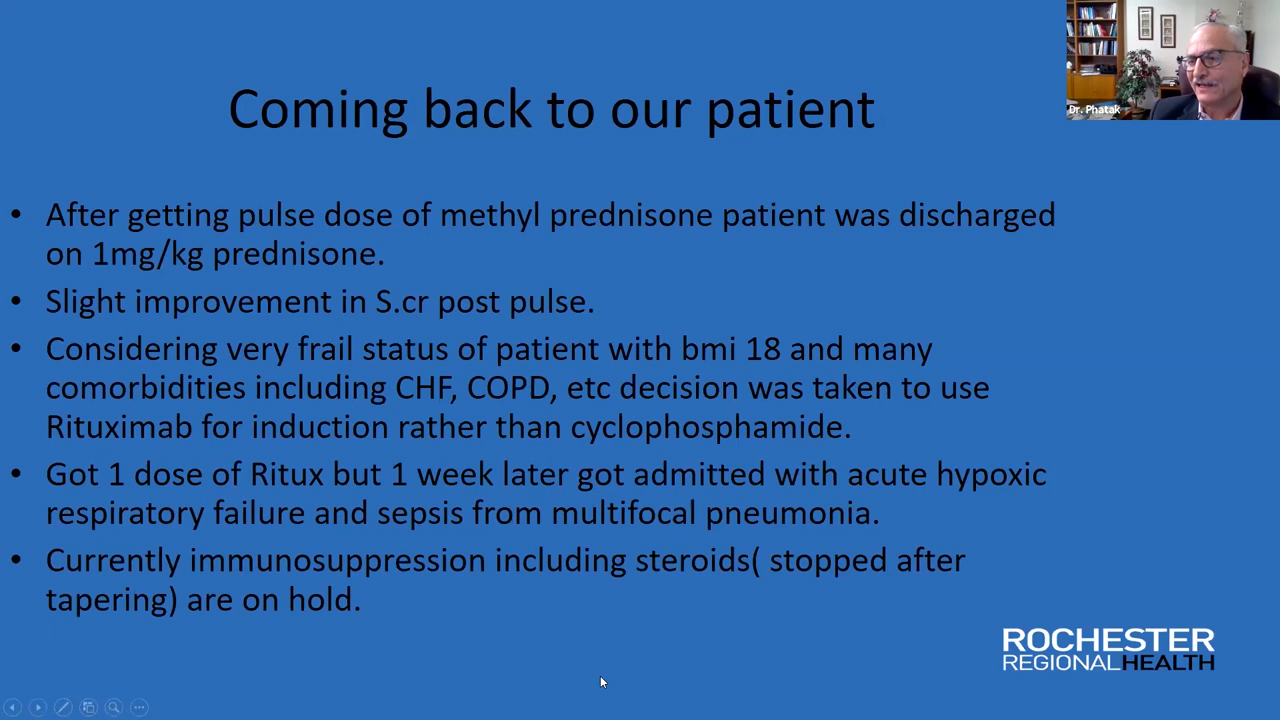 Dr. Phatak
Coming back to our patient
• After getting pulse dose of methyl prednisone patient was discharged
on 1mg/kg prednisone.
• Slight improvement in S.cr post pulse.
• Considering very frail status of patient with bmi 18 and many
comorbidities including CHF, COPD, etc decision was taken to use
Rituximab for induction rather than cyclophosphamide.
• Got 1 dose of Ritux but 1 week later got admitted with acute hypoxic
respiratory failure and sepsis from multifocal pneumonia.
• Currently immunosuppression including steroids( stopped after
tapering) are on hold.
ROCHESTER
REGIONALHEALTH